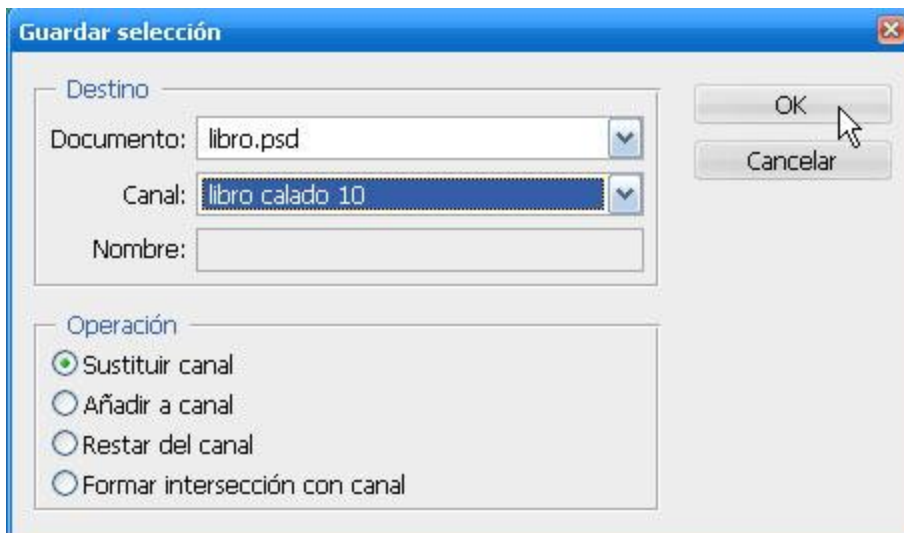 Guardar selección
Destino
Documento: libro.psd
Canal: libro calado 10
Nombre:
OK
Cancelar
Operación
Sustituir canal
Añadir a canal
Restar del canal
Formar intersección con canal